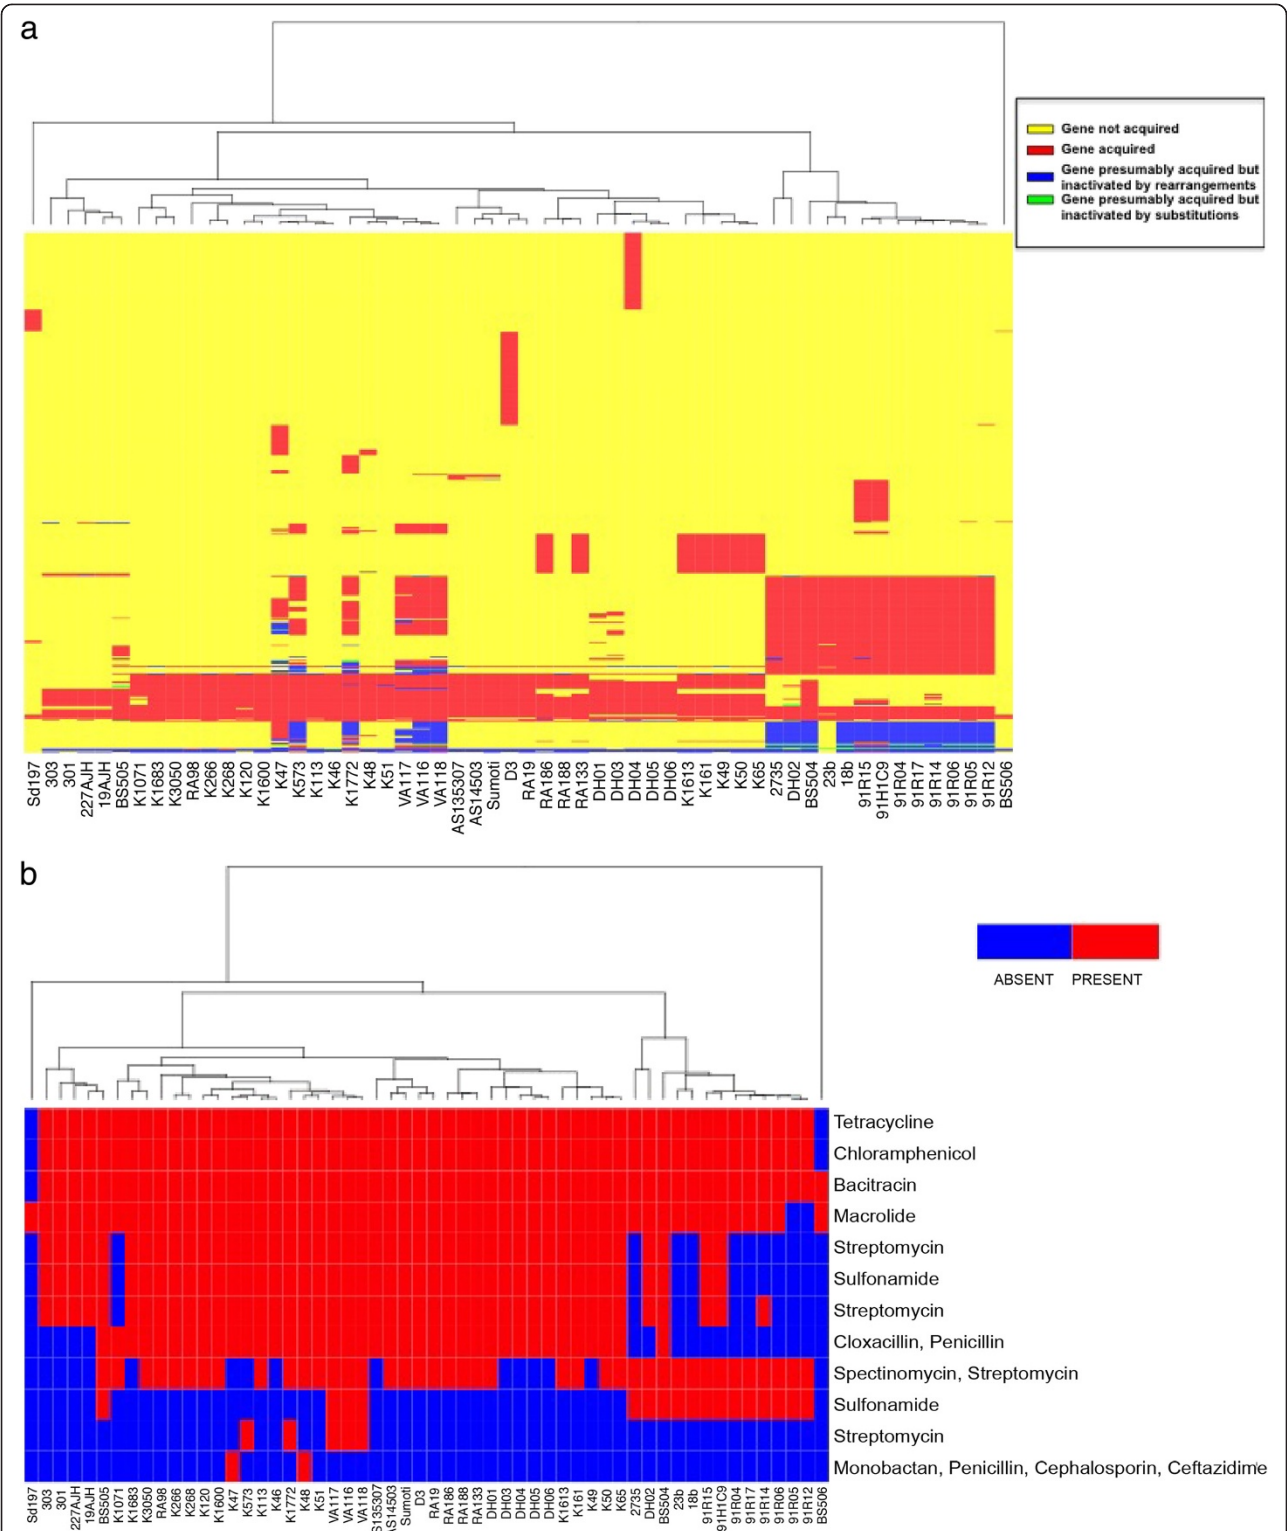 a
Gene not acquired
Gene acquired
Gene presumably acquired but
inactivated by rearrangements
Gene presumably acquired but
inactivated by substitutions
Sd197
303
301
227AJH
19AJH
BS505
K1071
K1683
K3050
RA98
K266
K268
K120
K1600
K47
K573
K113
K46
K1772
K48
K51
VA117
VA116
VA118
AS135307
AS14503
Sumoti
D3
RA19
RA186
RA188
RA133
DH01
DH03
DH04
DH05
DH06
K1613
K161
K49
K50
K65
2735
DH02
BS504
23b
18b
91R15
91H1C9
91R04
91R17
91R14
91R06
91R05
91R12
BS506
b
ABSENT PRESENT
Tetracycline
Chloramphenicol
Bacitracin
Macrolide
Streptomycin
Sulfonamide
Streptomycin
Cloxacillin, Penicillin
Spectinomycin, Streptomycin
Sulfonamide
Streptomycin
Monobactan, Penicillin, Cephalosporin, Ceftazidime
Sd197
303
301
227AJH
19AJH
BS505
K1071
K1683
K3050
RA98
K266
K268
K120
K1600
K47
K573
K113
K46
K1772
K48
K51
VA117
VA116
VA118
S135307
AS14503
Sumoti
D3
RA19
RA186
RA188
RA133
DH01
DH03
DH04
DH05
DH06
K1613
K161
K49
K50
K65
2735
DH02
BS504
23b
18b
91R15
91H1C9
91R04
91R17
91R14
91R06
91R05
91R12
BS506